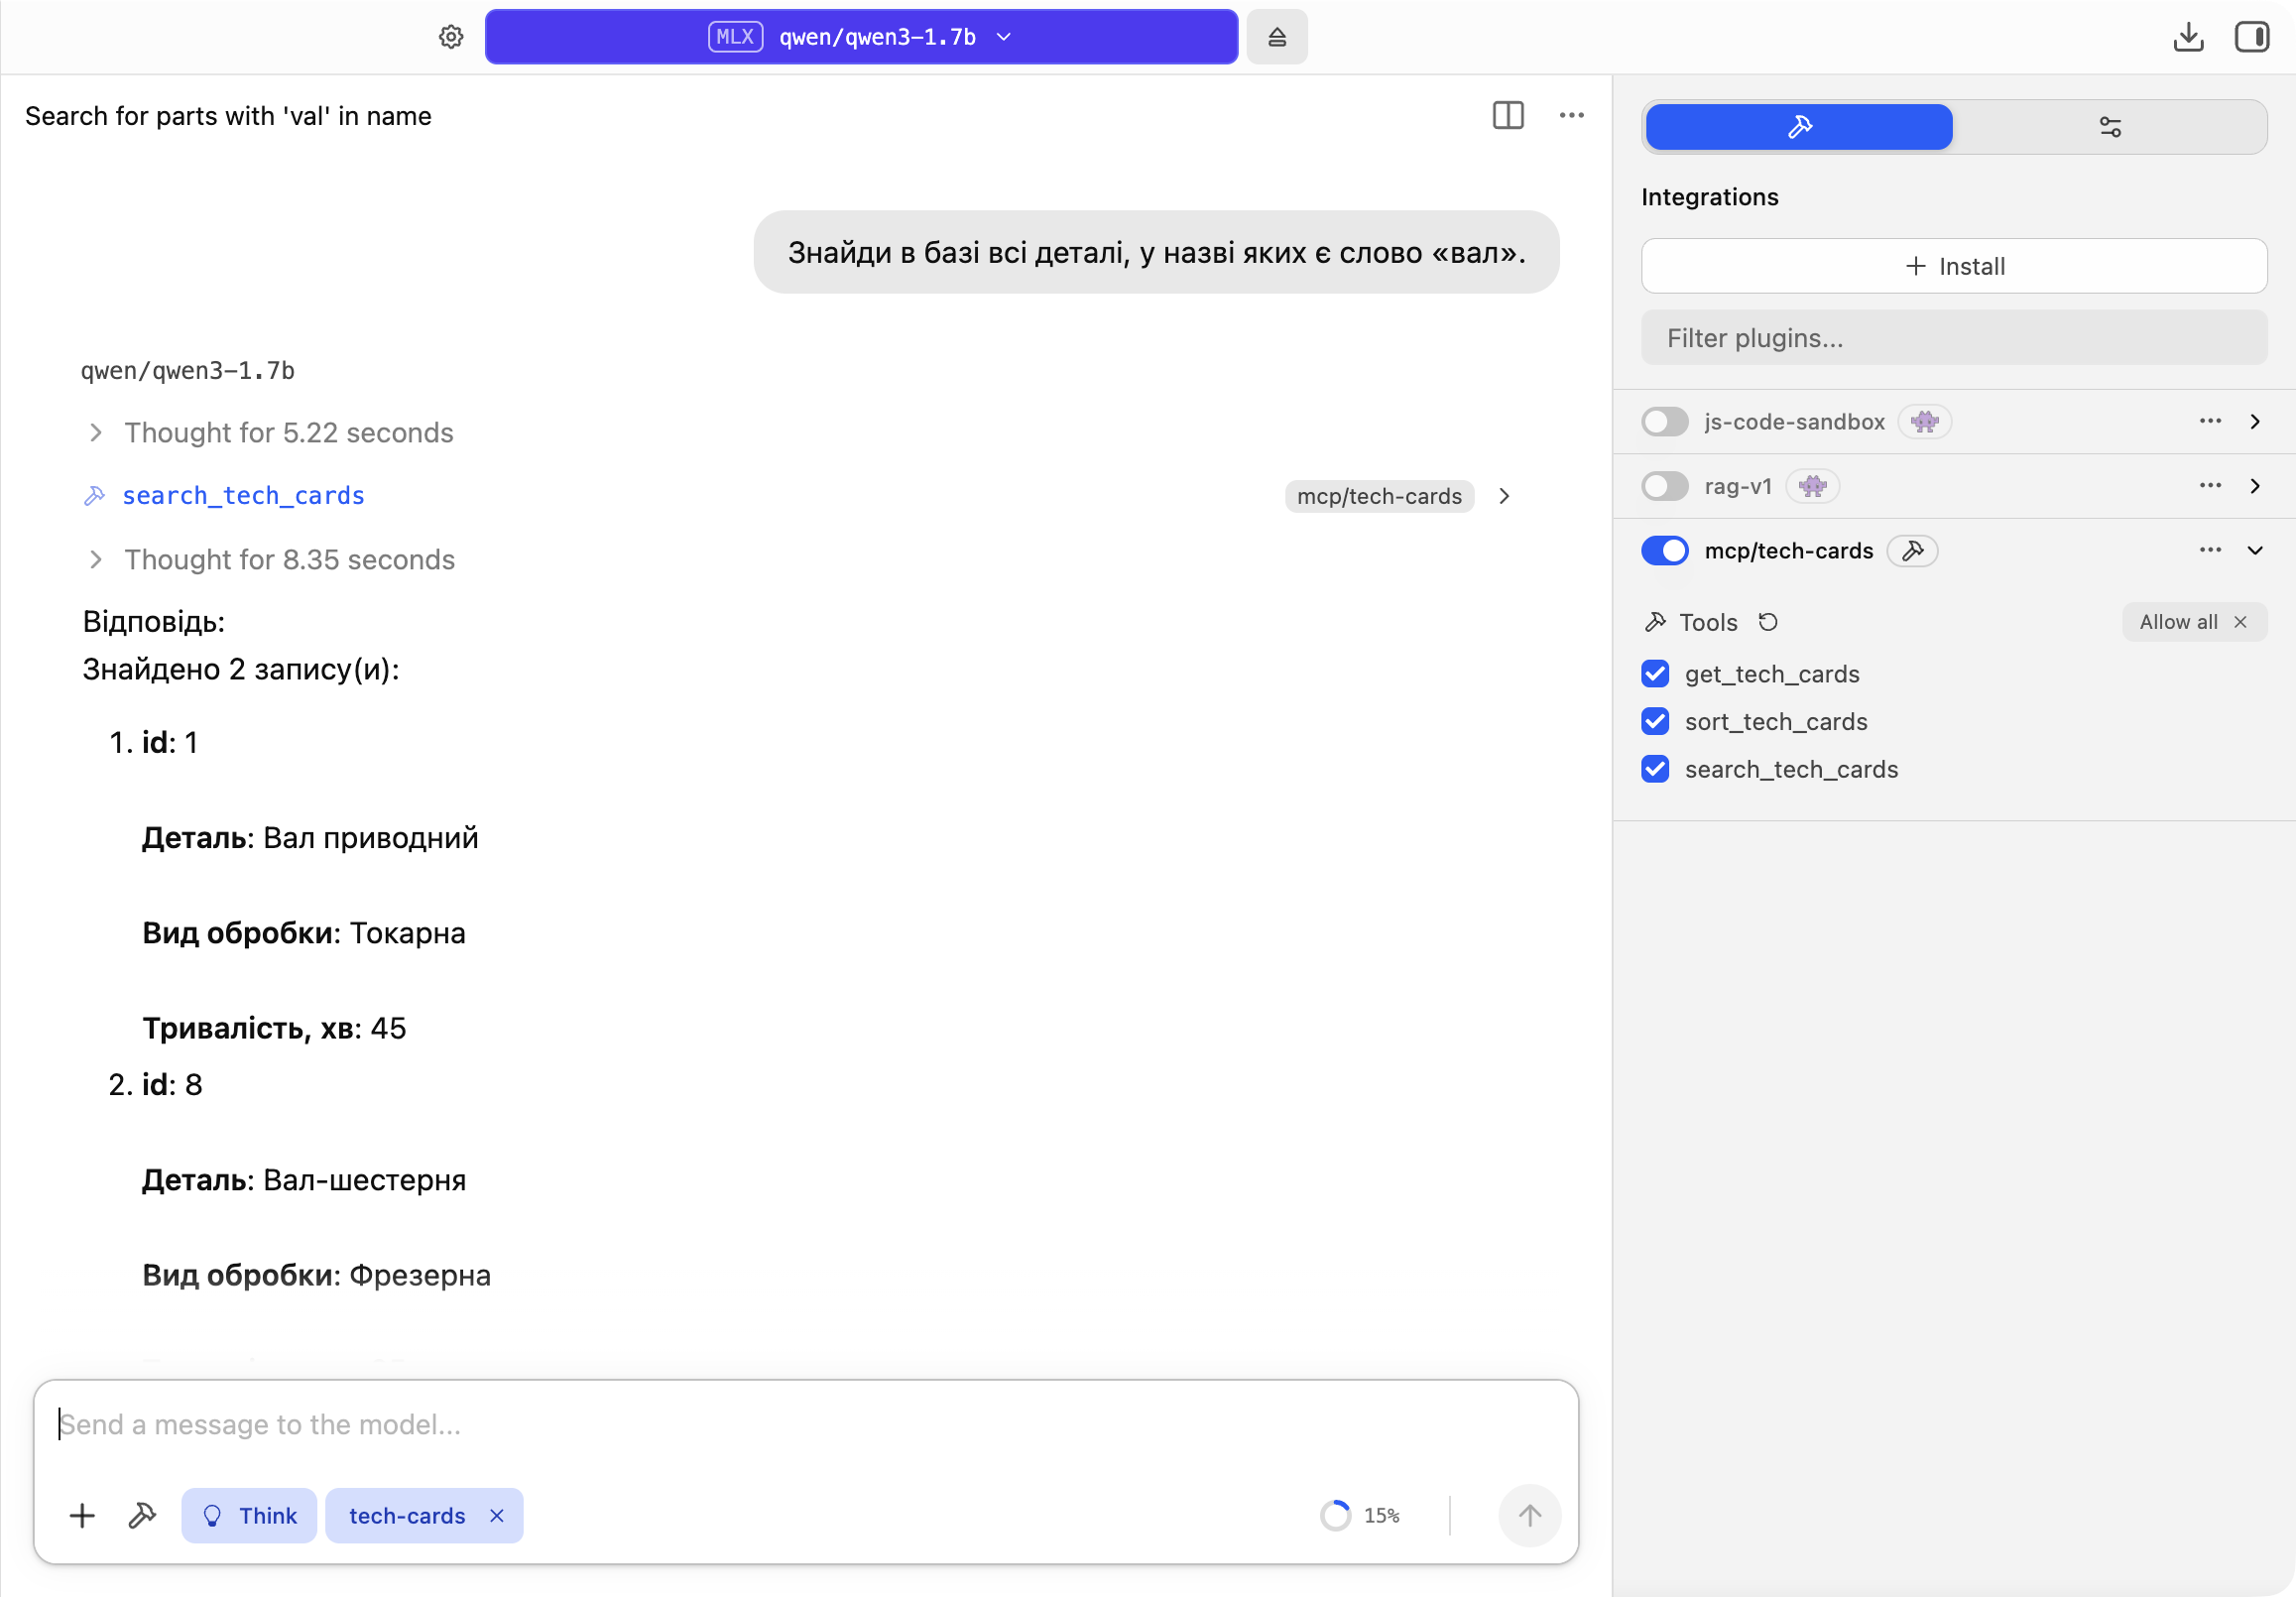 MLX qwen/qwen3-1.7b
Search for parts with 'val' in name
Знайди в базі всі деталі, у назві яких є слово «вал».
qwen/qwen3-1.7b
Thought for 5.22 seconds
search_tech_cards
mcp/tech-cards
Thought for 8.35 seconds
Відповідь:
Знайдено 2 запису(и):
1. id: 1
Деталь: Вал приводний
Вид обробки: Токарна
Тривалість, хв: 45
2. id: 8
Деталь: Вал-шестерня
Вид обробки: Фрезерна
Send a message to the model...
Think
tech-cards
15%
Integrations
+ Install
Filter plugins...
js-code-sandbox
rag-v1
mcp/tech-cards
Tools
Allow all
get_tech_cards
sort_tech_cards
search_tech_cards